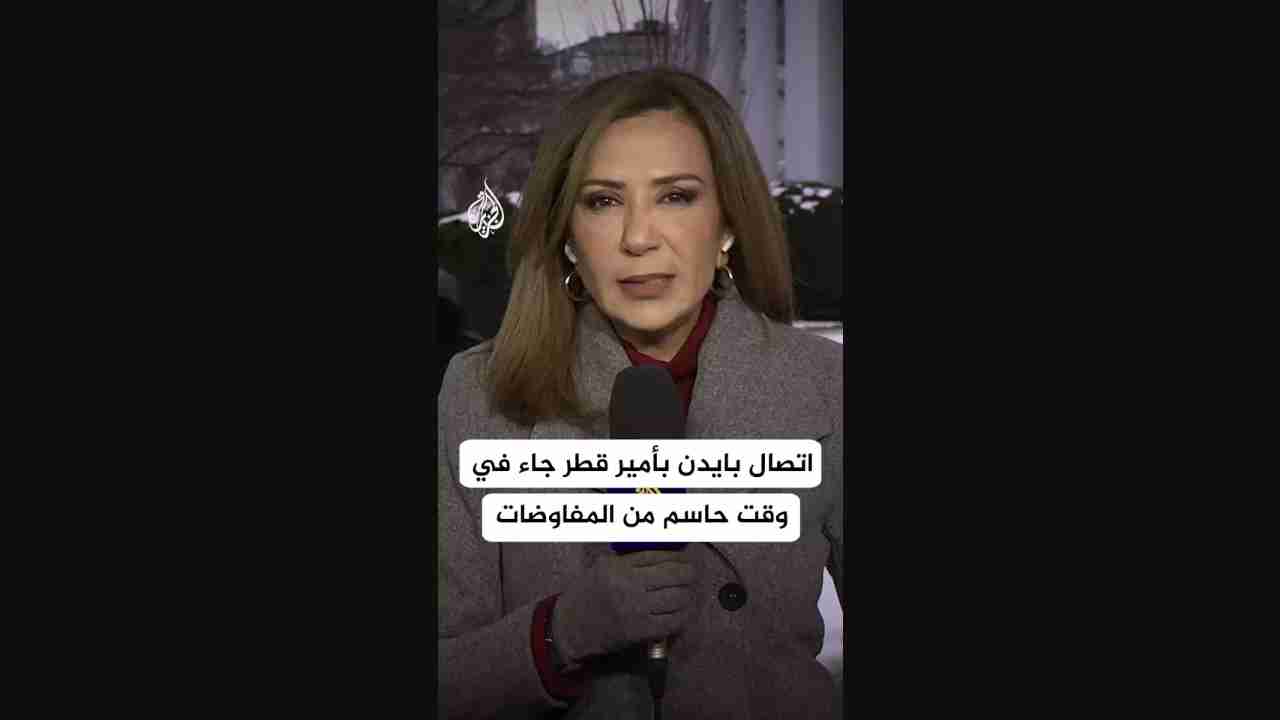 اتصال بايدن بأمير قطر جاء في
وقت حاسم من المفاوضات